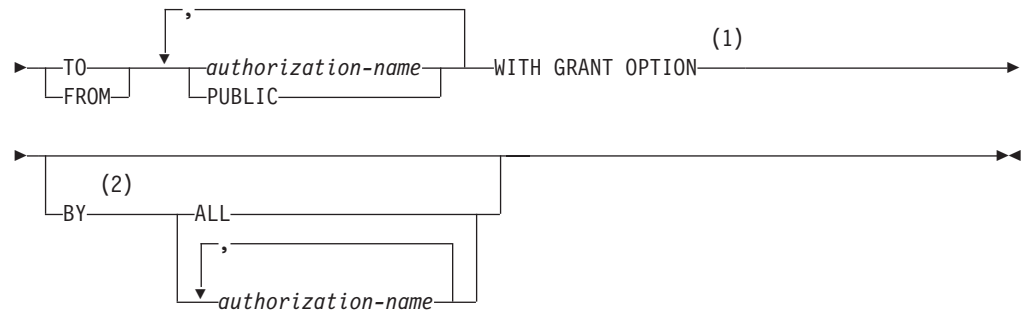 ,
(1)
TO authorization-name WITH GRANT OPTION
FROM PUBLIC
(2)
BY ALL
,
authorization-name